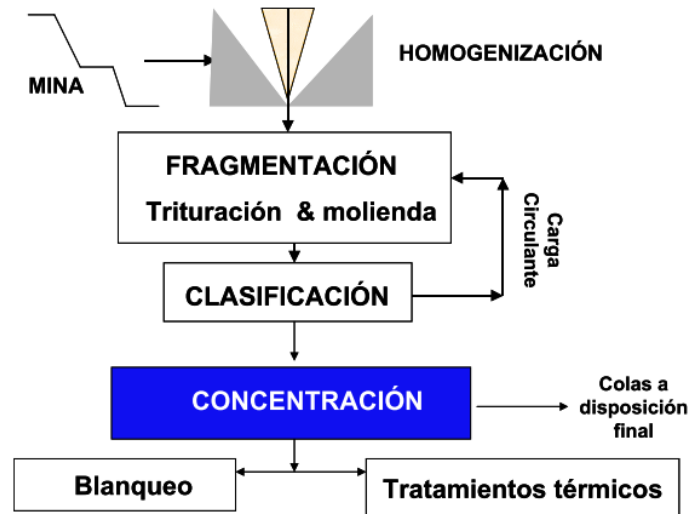 HOMOGENIZACIÓN
MINA
FRAGMENTACIÓN
Trituración & molienda
Carga
Circulante
CLASIFICACIÓN
CONCENTRACIÓN
Colas a
disposición
final
Blanqueo
Tratamientos térmicos